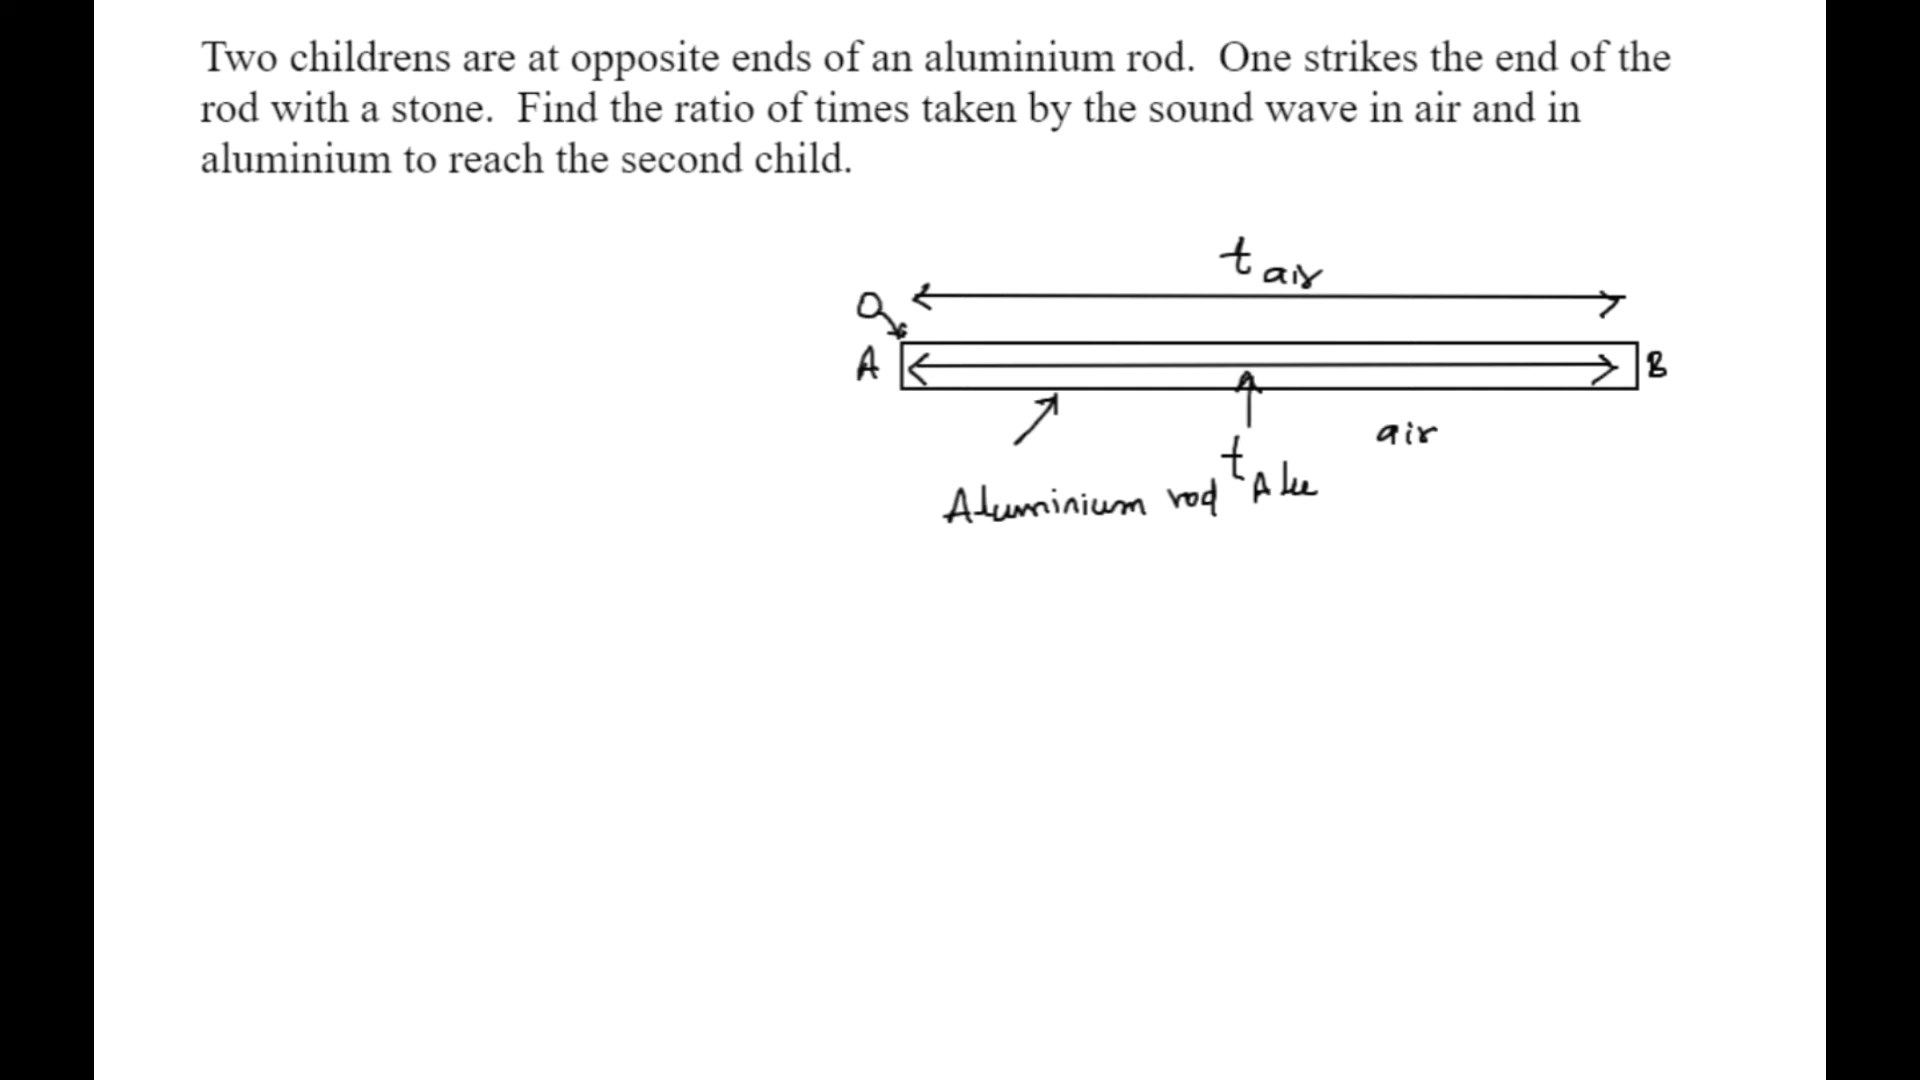 Two childrens are at opposite ends of an aluminium rod. One strikes the end of the
rod with a stone. Find the ratio of times taken by the sound wave in air and in
aluminium to reach the second child.
t air
A
B
air
t Alu
Aluminium rod